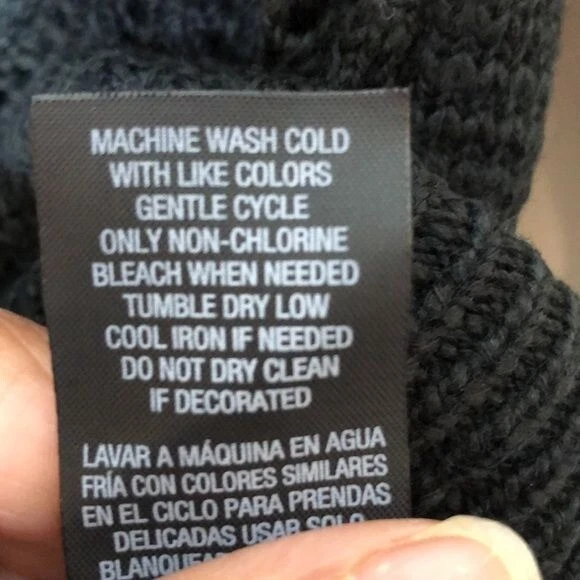 MACHINE WASH COLD
WITH LIKE COLORS
GENTLE CYCLE
ONLY NON-CHLORINE
BLEACH WHEN NEEDED
TUMBLE DRY LOW
COOL IRON IF NEEDED
DO NOT DRY CLEAN
IF DECORATED
LAVAR A MÁQUINA EN AGUA
FRÍA CON COLORES SIMILARES
EN EL CICLO PARA PRENDAS
DELICADAS USAR SOLO